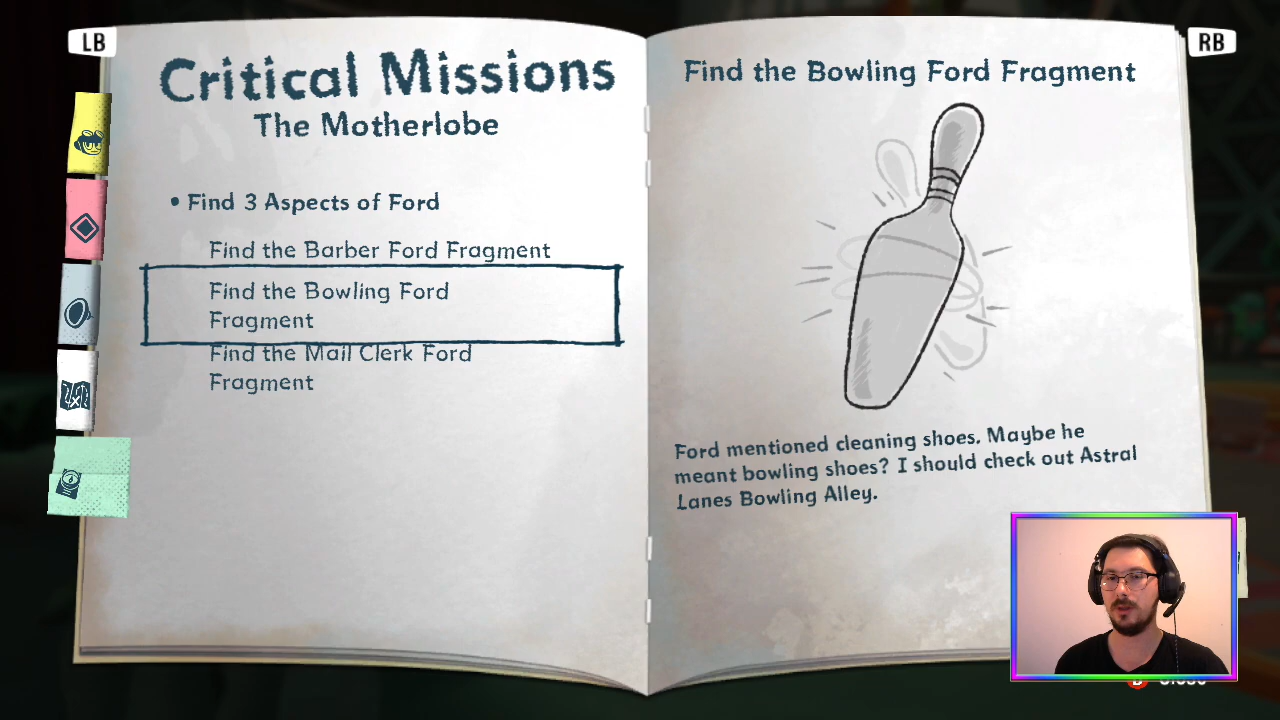 LB
RB
Critical Missions
The Motherlobe
• Find 3 Aspects of Ford
Find the Barber Ford Fragment
Find the Bowling Ford
Fragment
Find the Mail Clerk Ford
Fragment
Find the Bowling Ford Fragment
Ford mentioned cleaning shoes. Maybe he
meant bowling shoes? I should check out Astral
Lanes Bowling Alley.